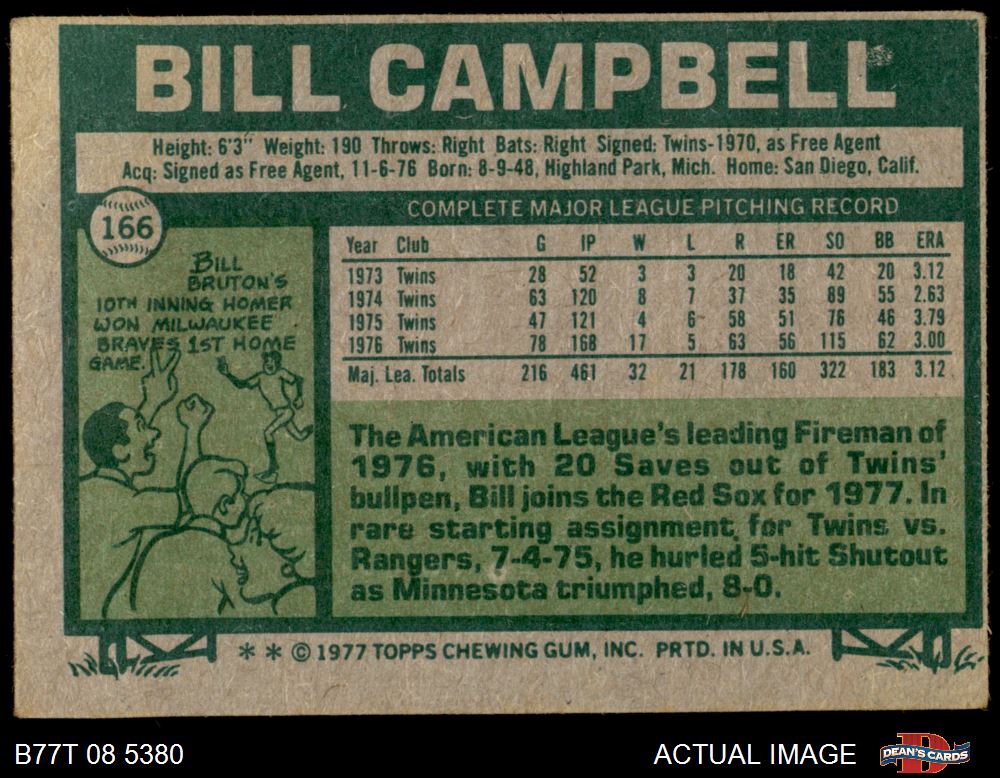 BILL CAMPBELL
Height: 6'3" Weight: 190 Throws: Right Bats: Right Signed: Twins-1970, as Free Agent
Acq: Signed as Free Agent, 11-6-76 Born: 8-9-48, Highland Park, Mich. Home: San Diego, Calif.
166
BILL
BRUTON'S
10TH INNING HOMER
WON MILWAUKEE
BRAVES 1ST HOME
GAME.
COMPLETE MAJOR LEAGUE PITCHING RECORD
Year Club G IP W L R ER SO BB ERA
1973 Twins 28 52 3 3 20 18 42 20 3.12
1974 Twins 63 120 8 7 37 35 89 55 2.63
1975 Twins 47 121 4 6 58 51 76 46 3.79
1976 Twins 78 168 17 5 63 56 115 62 3.00
Maj. Lea. Totals 216 461 32 21 178 160 322 183 3.12
The American League's leading Fireman of
1976, with 20 Saves out of Twins'
bullpen, Bill joins the Red Sox for 1977. In
rare starting assignment, for Twins vs.
Rangers, 7-4-75, he hurled 5-hit Shutout
as Minnesota triumphed, 8-0.
* * © 1977 TOPPS CHEWING GUM, INC. PRTD. IN U.S.A.
B77T 08 5380
ACTUAL IMAGE
D
DEAN'S CARDS